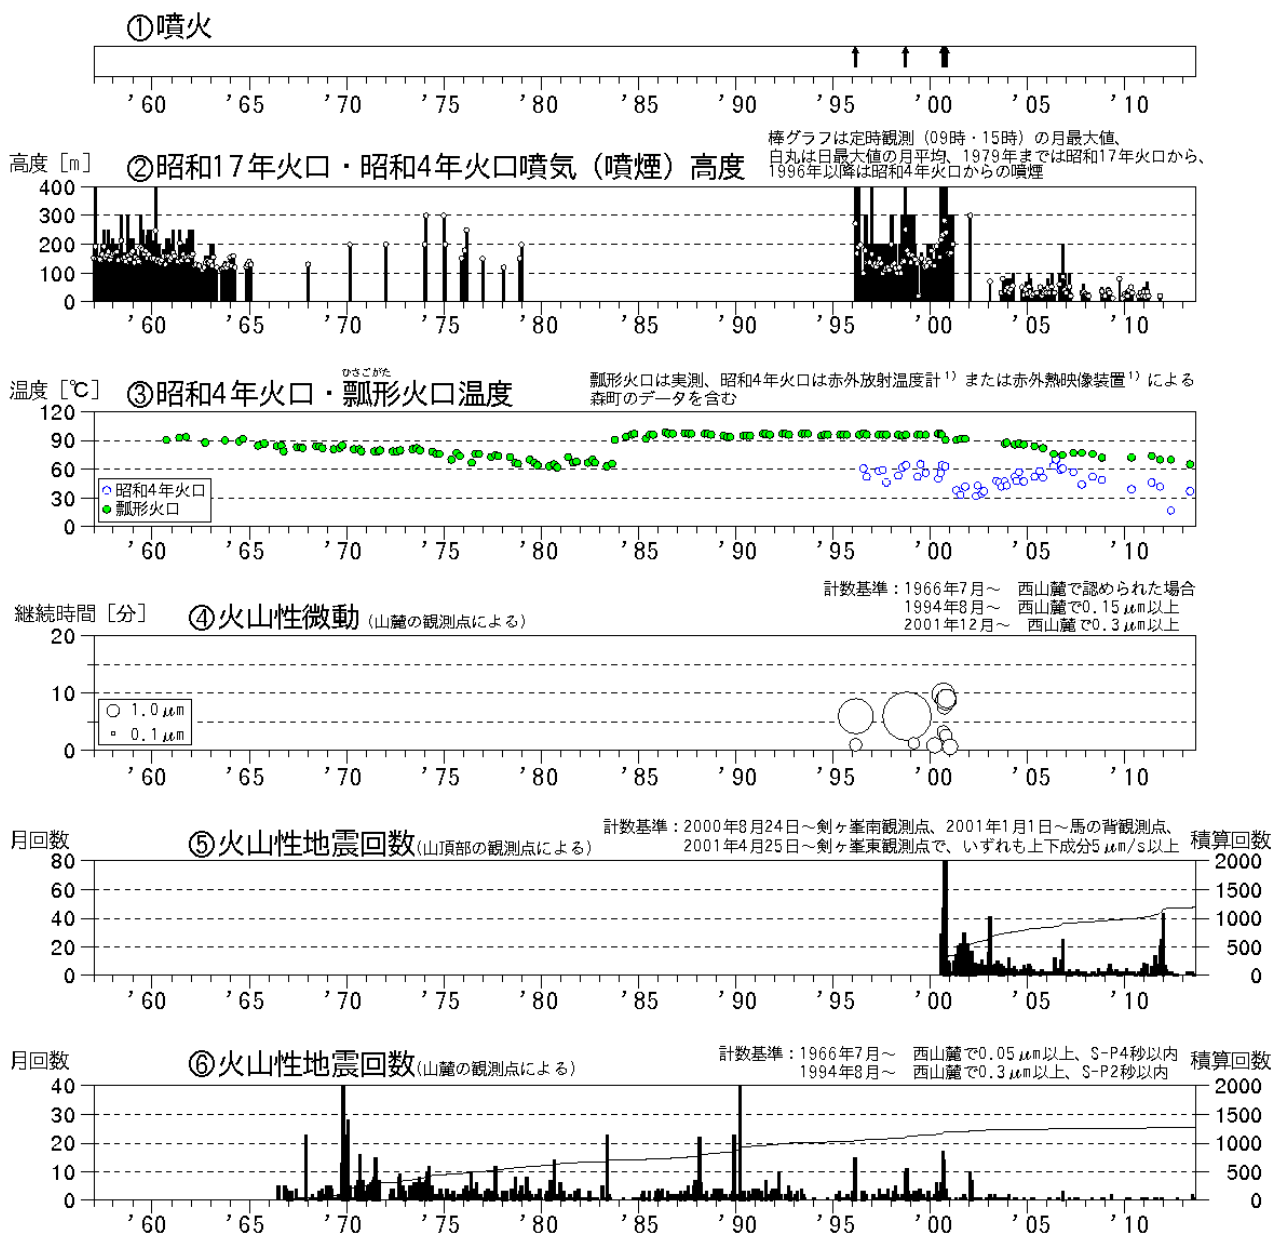 ①噴火
'60 '65 '70 '75 '80 '85 '90 '95 '00 '05 '10
棒グラフは定時観測（09時・15時）の月最大値、
高度［m］ ②昭和17年火口・昭和4年火口噴気（噴煙）高度 白丸は日最大値の月平均、1979年までは昭和17年火口から、
1996年以降は昭和4年火口からの噴煙
400
300
200
100
0
'60 '65 '70 '75 '80 '85 '90 '95 '00 '05 '10
ひさごがた
温度［℃］ ③昭和4年火口・瓢形火口温度 瓢形火口は実測、昭和4年火口は赤外放射温度計1) または赤外熱映像装置1) による
森町のデータを含む
120
90
60
30
0
昭和4年火口
瓢形火口
'60 '65 '70 '75 '80 '85 '90 '95 '00 '05 '10
計数基準：1966年7月～ 西山麓で認められた場合
1994年8月～ 西山麓で0.15μm以上
2001年12月～ 西山麓で0.3μm以上
継続時間［分］ ④火山性微動 (山麓の観測点による)
20
10
0
1.0μm
0.1μm
'60 '65 '70 '75 '80 '85 '90 '95 '00 '05 '10
計数基準：2000年8月24日～剣ヶ峯南観測点、2001年1月1日～馬の背観測点、
2001年4月25日～剣ヶ峯東観測点で、いずれも上下成分5μm/s以上
月回数 ⑤火山性地震回数(山頂部の観測点による) 積算回数
80 2000
60 1500
40 1000
20 500
0 0
'60 '65 '70 '75 '80 '85 '90 '95 '00 '05 '10
計数基準：1966年7月～ 西山麓で0.05μm以上、S-P4秒以内
1994年8月～ 西山麓で0.3μm以上、S-P2秒以内
月回数 ⑥火山性地震回数(山麓の観測点による) 積算回数
40 2000
30 1500
20 1000
10 500
0 0
'60 '65 '70 '75 '80 '85 '90 '95 '00 '05 '10